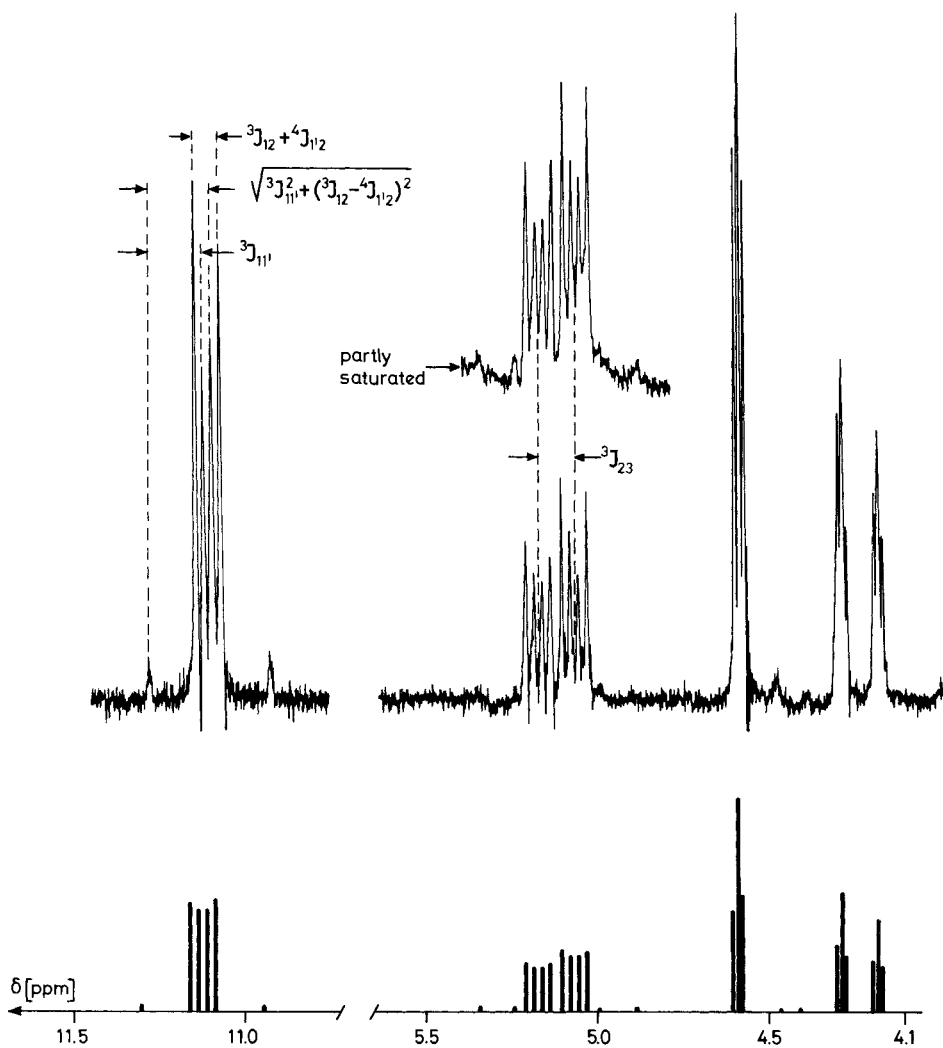 ³J₁₂ + ⁴J₁'₂
√(³J²₁₁' + (³J₁₂ – ⁴J₁'₂)²)
³J₁₁'
partly
saturated
³J₂₃
δ [ppm]
11.5 11.0 5.5 5.0 4.5 4.1